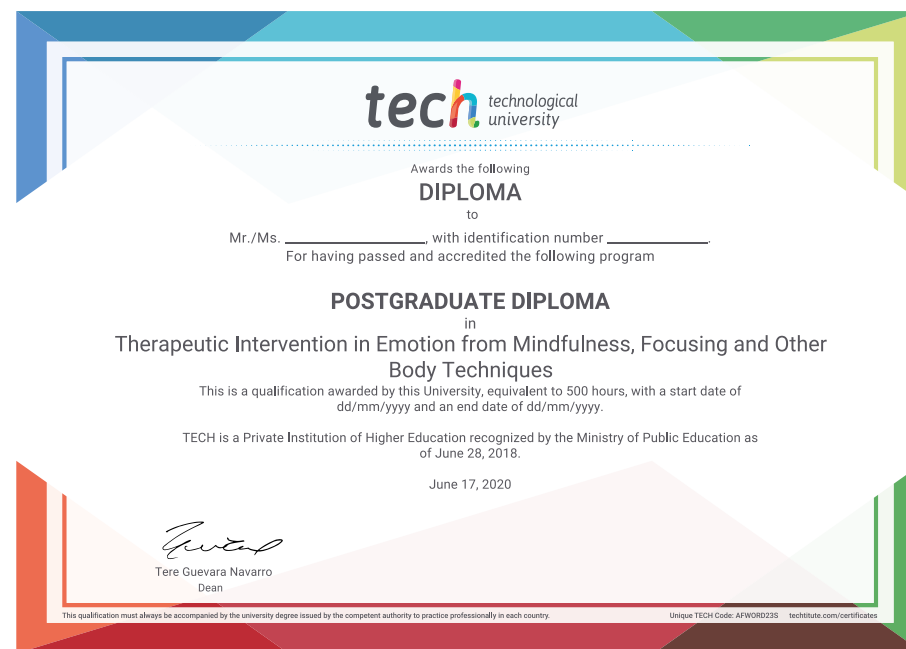 tech technological
university
Awards the following
DIPLOMA
to
Mr./Ms. ____________________, with identification number ______________.
For having passed and accredited the following program
POSTGRADUATE DIPLOMA
in
Therapeutic Intervention in Emotion from Mindfulness, Focusing and Other
Body Techniques
This is a qualification awarded by this University, equivalent to 500 hours, with a start date of
dd/mm/yyyy and an end date of dd/mm/yyyy.
TECH is a Private Institution of Higher Education recognized by the Ministry of Public Education as
of June 28, 2018.
June 17, 2020
Tere Guevara Navarro
Dean
This qualification must always be accompanied by the university degree issued by the competent authority to practice professionally in each country. Unique TECH Code: AFWORD23S techtitute.com/certificates